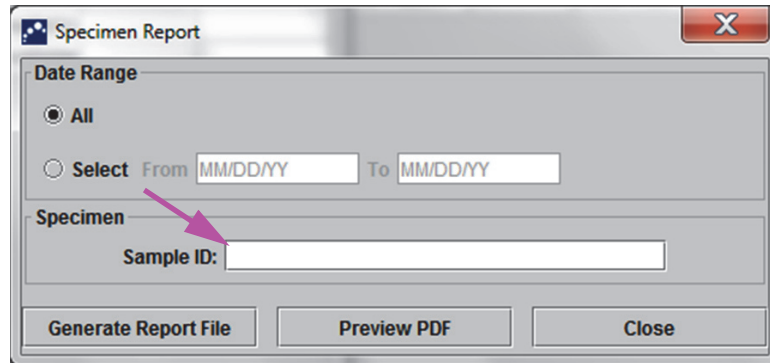 Specimen Report
Date Range
All
Select From MM/DD/YY To MM/DD/YY
Specimen
Sample ID:
Generate Report File Preview PDF Close